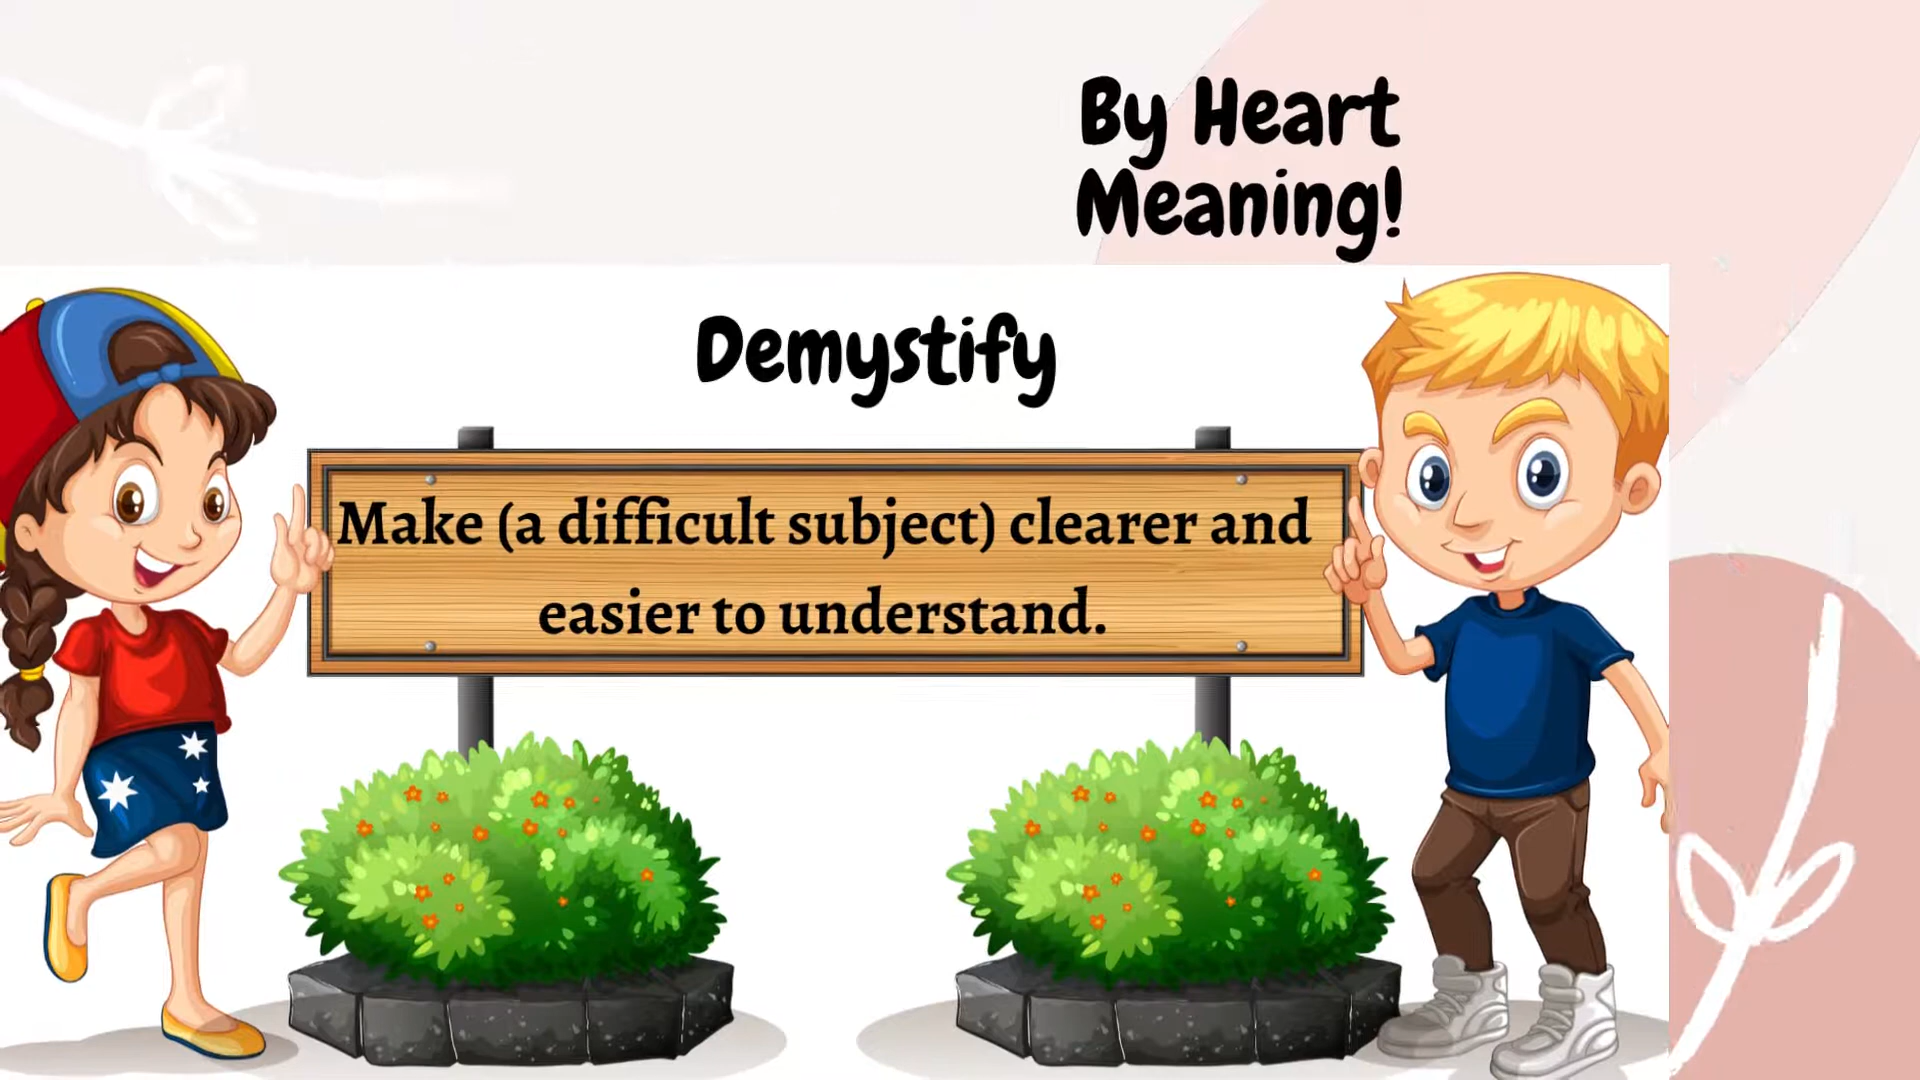 By Heart
Meaning!
Demystify
Make (a difficult subject) clearer and
easier to understand.